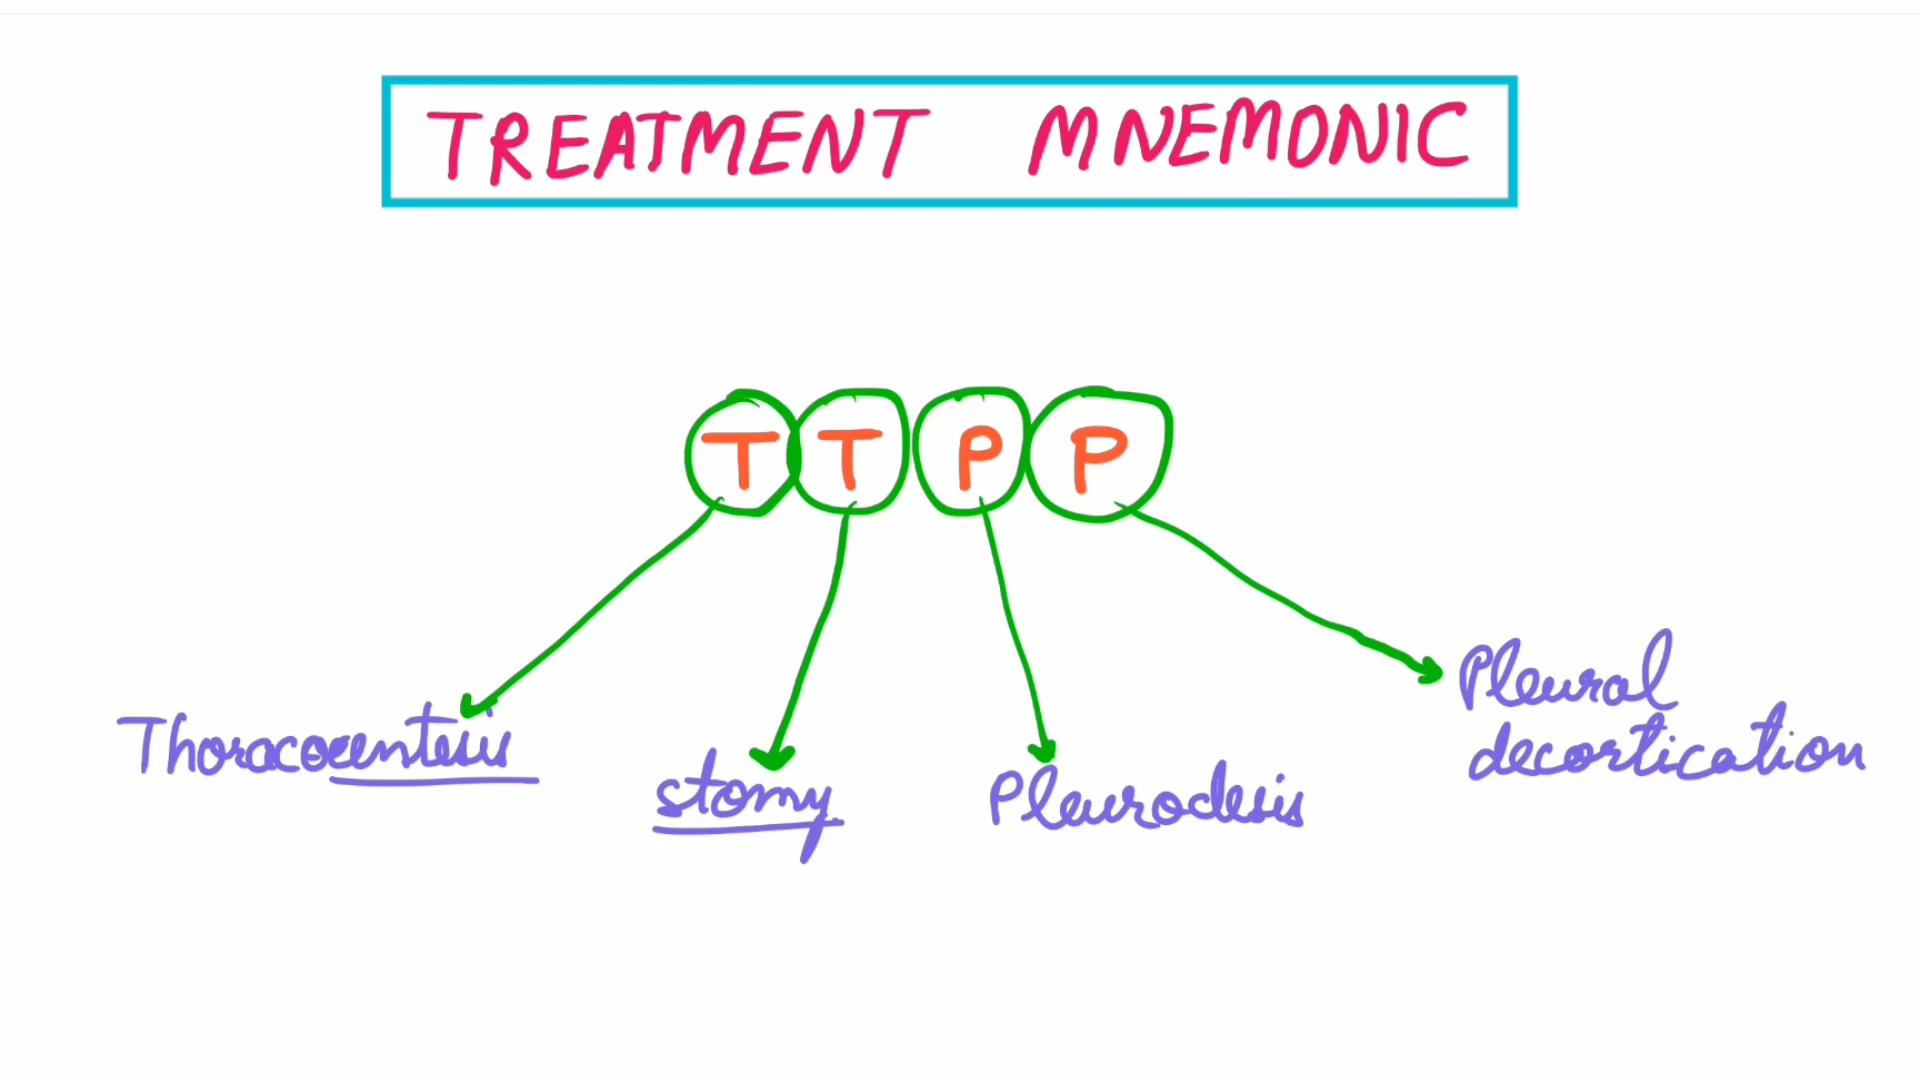 TREATMENT MNEMONIC
T T P P
Thoracocentesis
stomy
Pleurodesis
Pleural
decortication